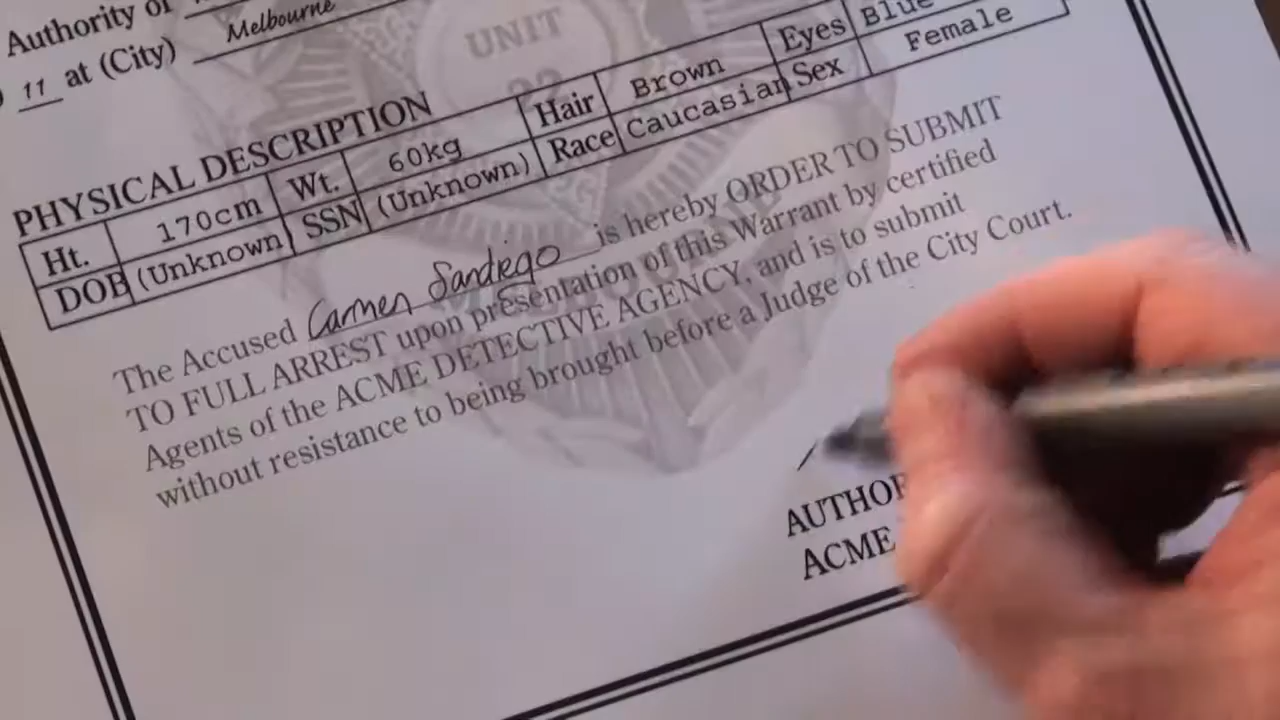 Authority of
11 at (City) Melbourne
UNIT
PHYSICAL DESCRIPTION
Ht. 170cm Wt. 60kg Hair Brown Eyes Blue
DOB (Unknown) SSN (Unknown) Race Caucasian Sex Female
The Accused Carmen Sandiego is hereby ORDER TO SUBMIT
TO FULL ARREST upon presentation of this Warrant by certified
Agents of the ACME DETECTIVE AGENCY, and is to submit
without resistance to being brought before a Judge of the City Court.
ACME